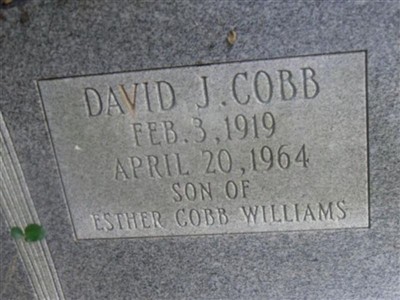 DAVID J. COBB
FEB. 3, 1919
APRIL 20, 1964
SON OF
ESTHER COBB WILLIAMS